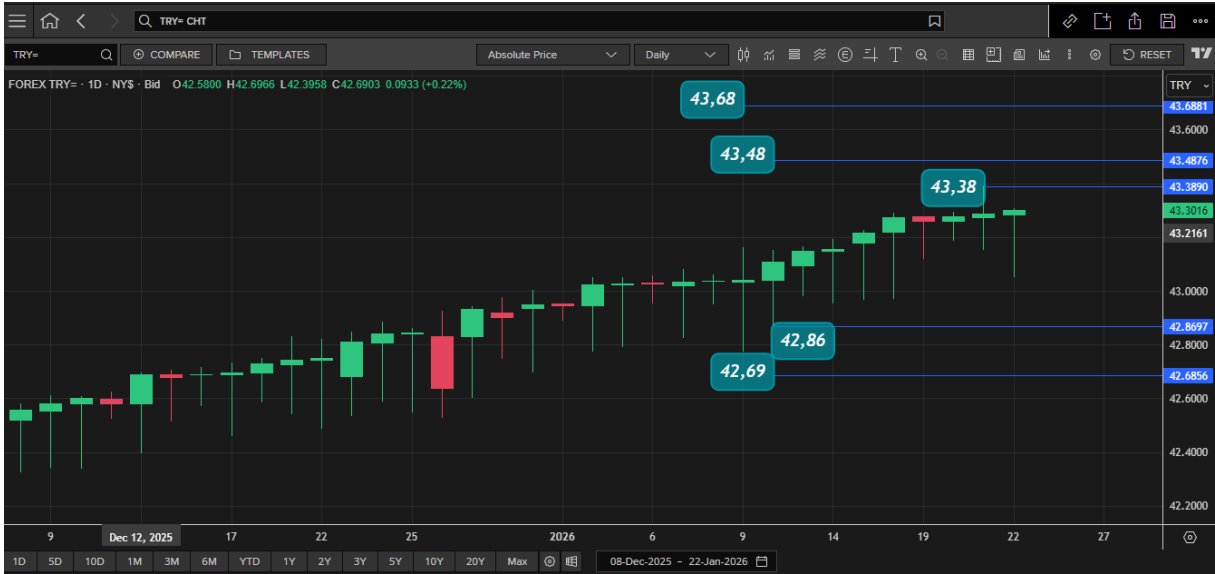 TRY= CHT
TRY=
COMPARE
TEMPLATES
Absolute Price
Daily
RESET
FOREX TRY= · 1D · NY$ · Bid O42.5800 H42.6966 L42.3958 C42.6903 0.0933 (+0.22%)
TRY
43,68
43.6881
43.6000
43,48
43.4876
43,38
43.3890
43.3016
43.2161
43.0000
42.8697
42,86
42.8000
42,69
42.6856
42.6000
42.4000
42.2000
9 Dec 12, 2025 17 22 25 2026 6 9 14 19 22 27
1D 5D 10D 1M 3M 6M YTD 1Y 2Y 3Y 5Y 10Y 20Y Max 08-Dec-2025 - 22-Jan-2026